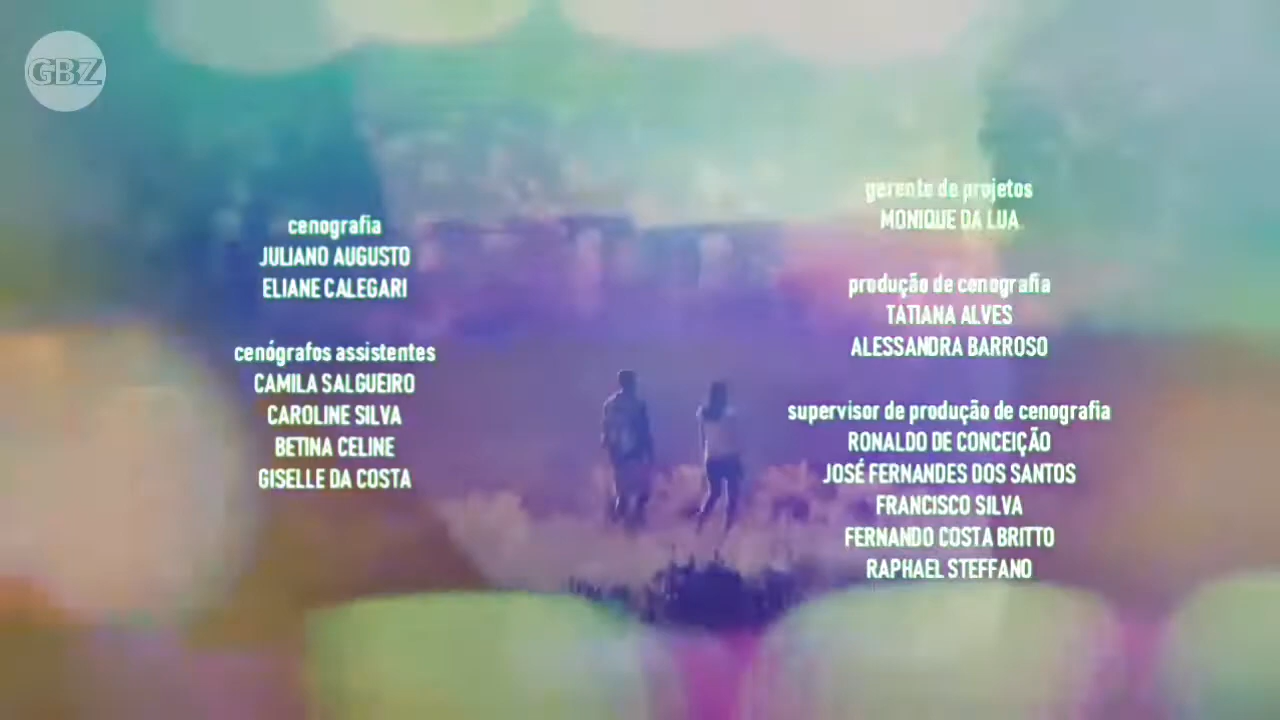 GBZ
cenografia
JULIANO AUGUSTO
ELIANE CALEGARI
cenógrafos assistentes
CAMILA SALGUEIRO
CAROLINE SILVA
BETINA CELINE
GISELLE DA COSTA
gerente de projetos
MONIQUE DA LUA
produção de cenografia
TATIANA ALVES
ALESSANDRA BARROSO
supervisor de produção de cenografia
RONALDO DE CONCEIÇÃO
JOSÉ FERNANDES DOS SANTOS
FRANCISCO SILVA
FERNANDO COSTA BRITTO
RAPHAEL STEFFANO